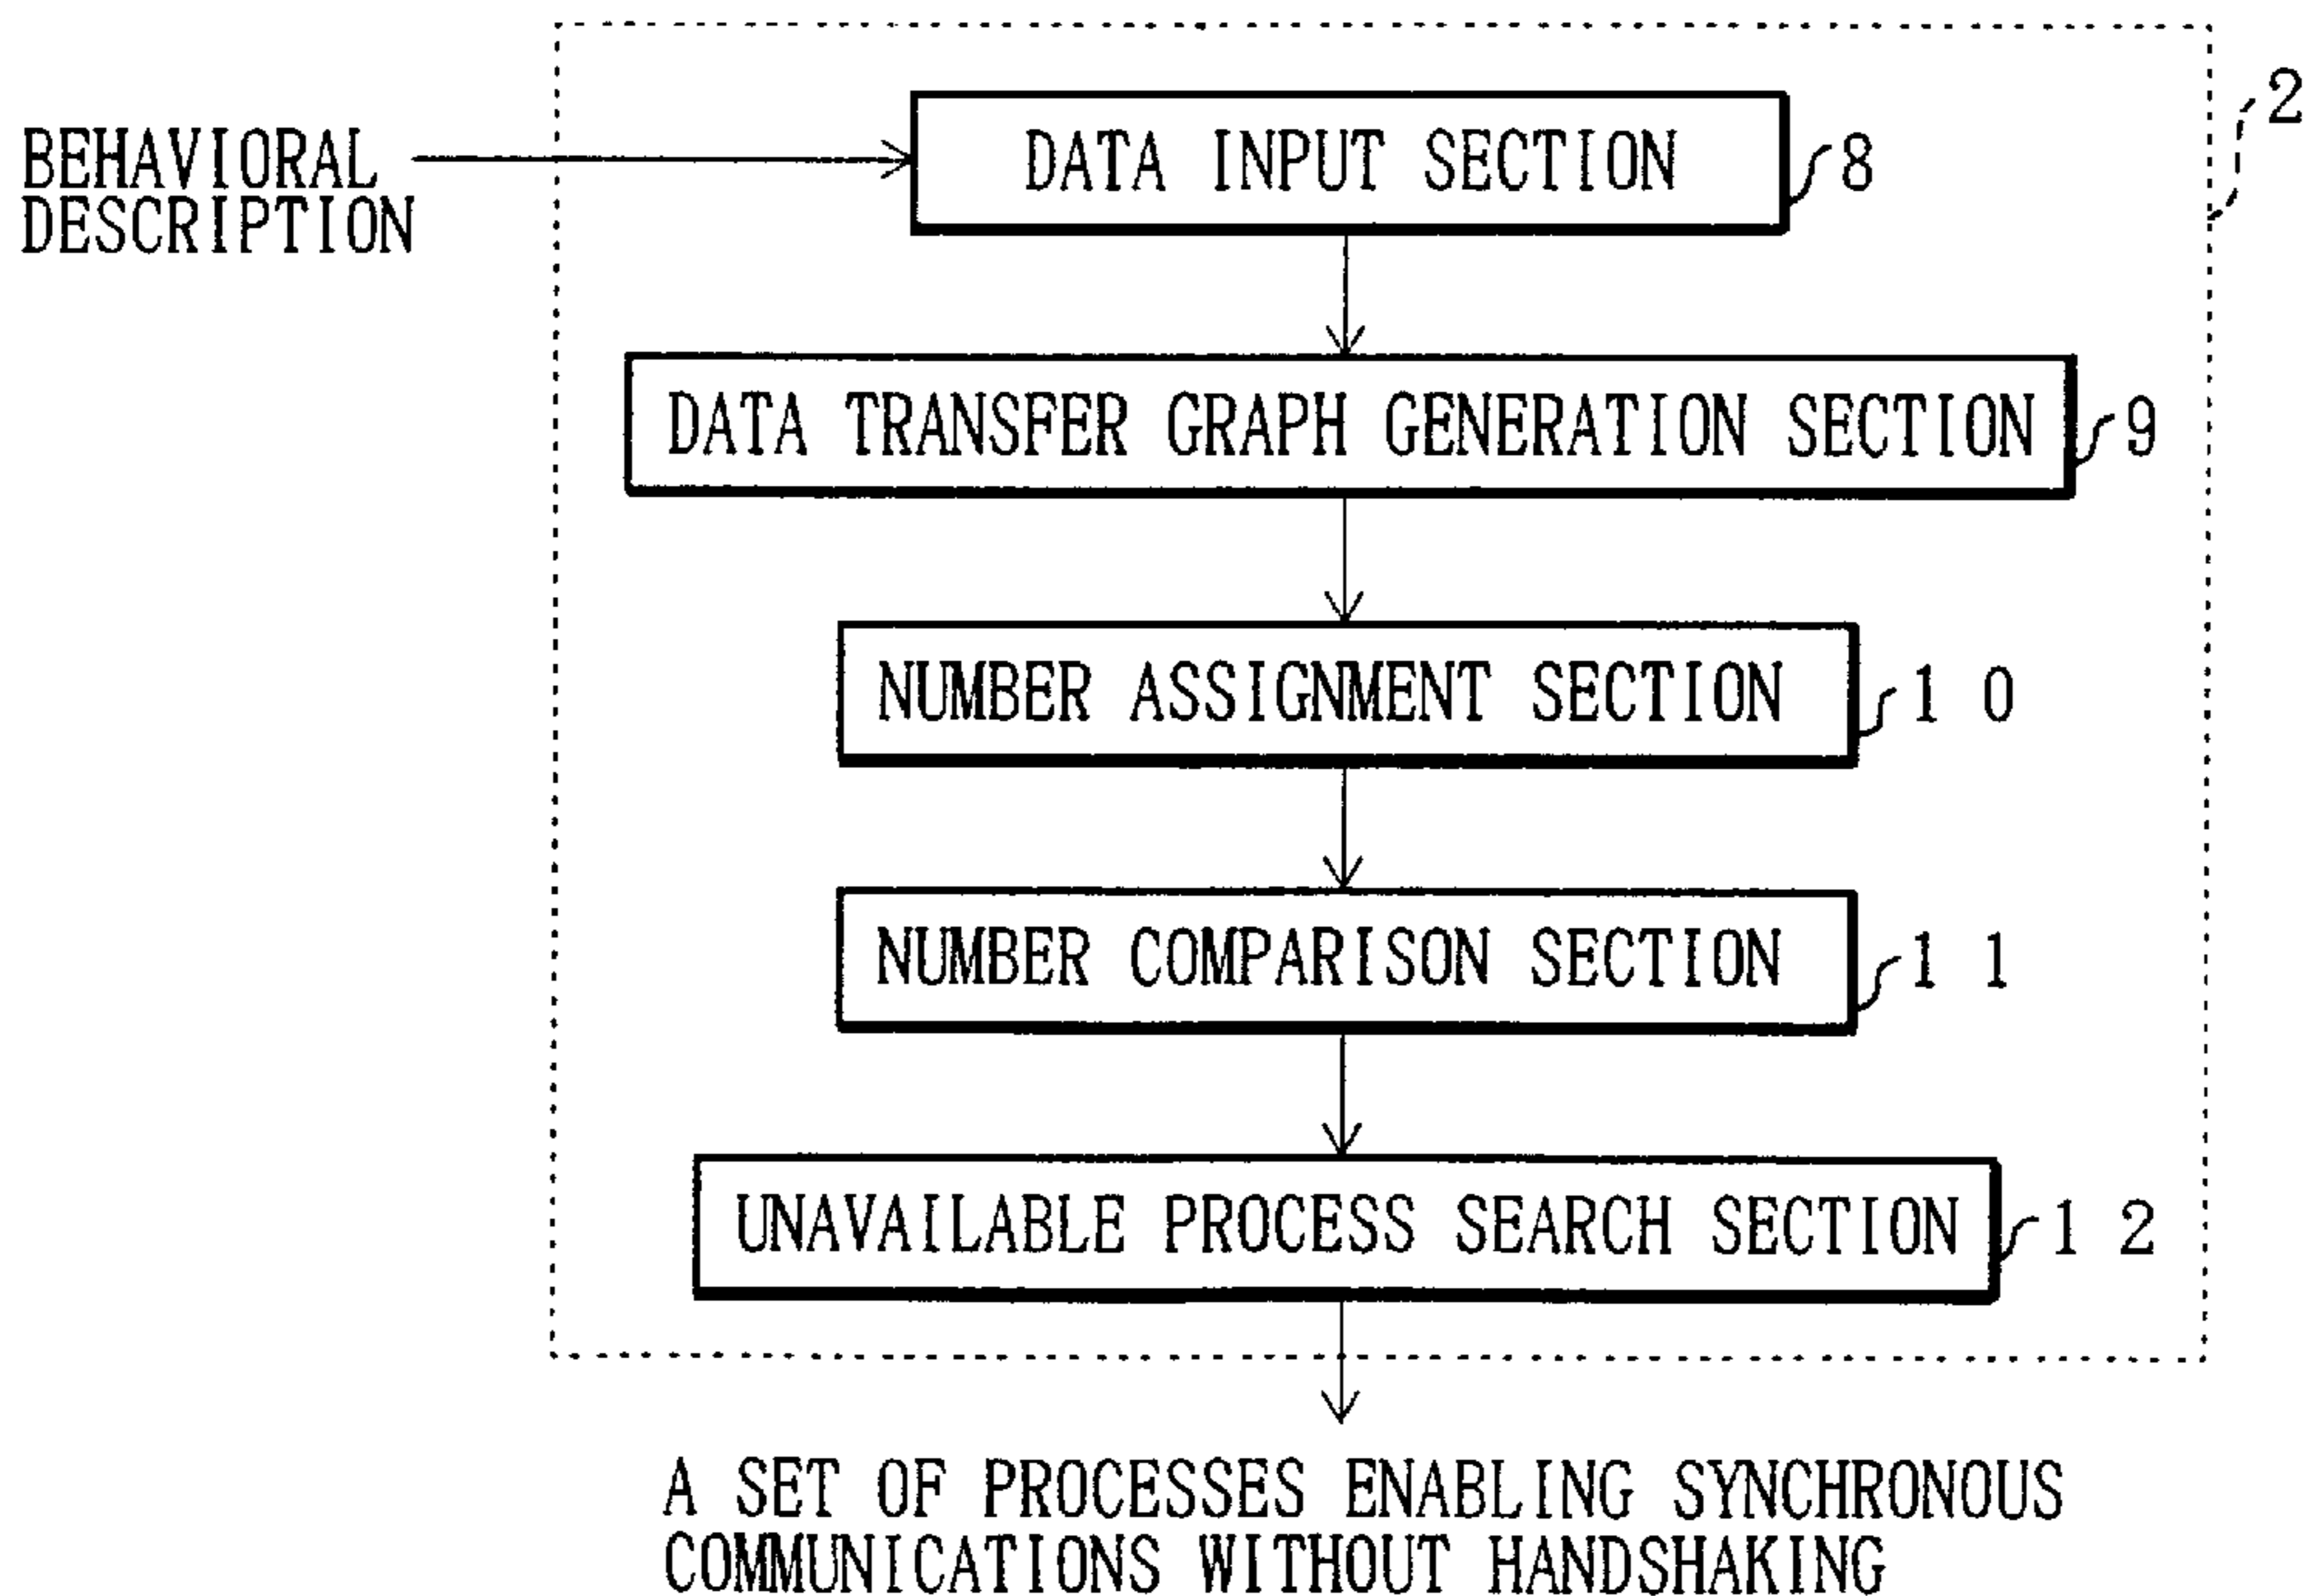 2
BEHAVIORAL
DESCRIPTION
DATA INPUT SECTION
8
DATA TRANSFER GRAPH GENERATION SECTION
9
NUMBER ASSIGNMENT SECTION
1 0
NUMBER COMPARISON SECTION
1 1
UNAVAILABLE PROCESS SEARCH SECTION
1 2
A SET OF PROCESSES ENABLING SYNCHRONOUS
COMMUNICATIONS WITHOUT HANDSHAKING